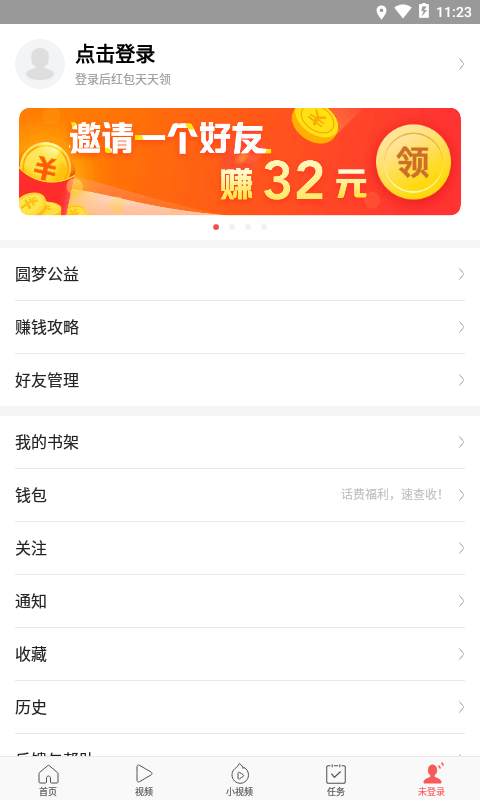 11:23
点击登录
登录后红包天天领
邀请一个好友
赚32元
领
圆梦公益
赚钱攻略
好友管理
我的书架
钱包
话费福利，速查收！
关注
通知
收藏
历史
首页
视频
小视频
任务
未登录